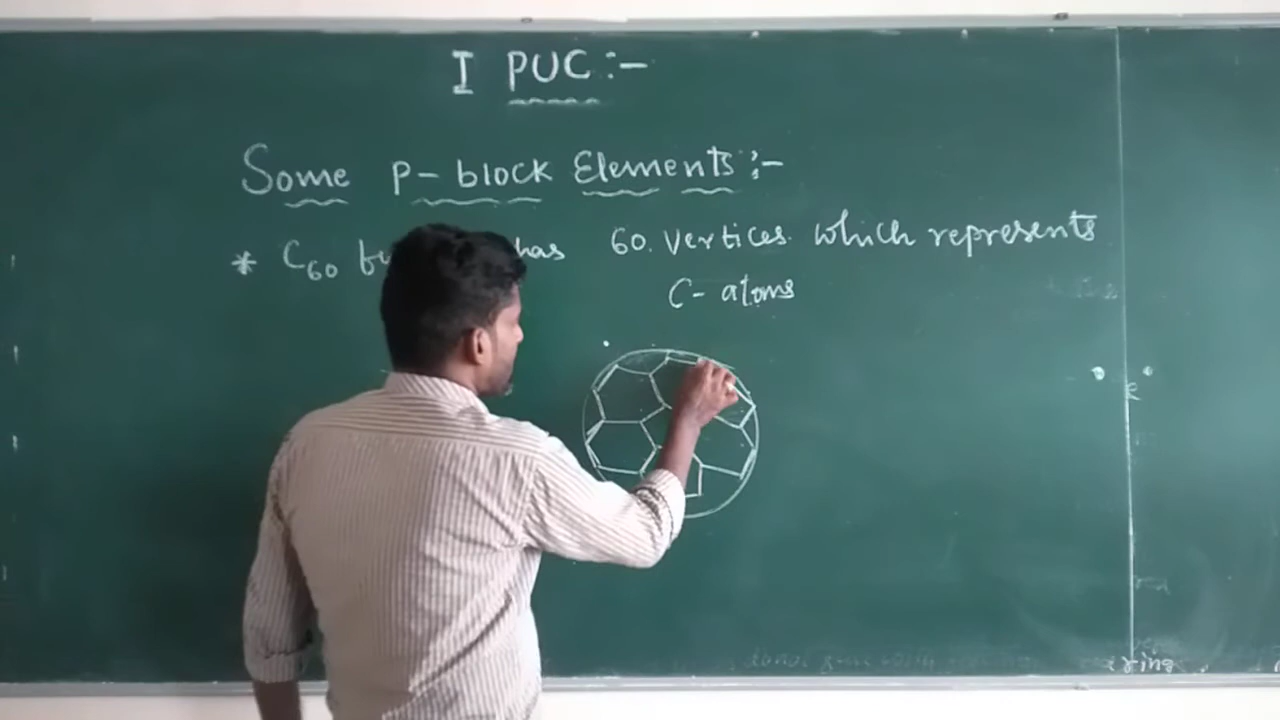 I PUC :-
Some P-block Elements :-
* C60 has 60. Vertices. which represents
C- atoms